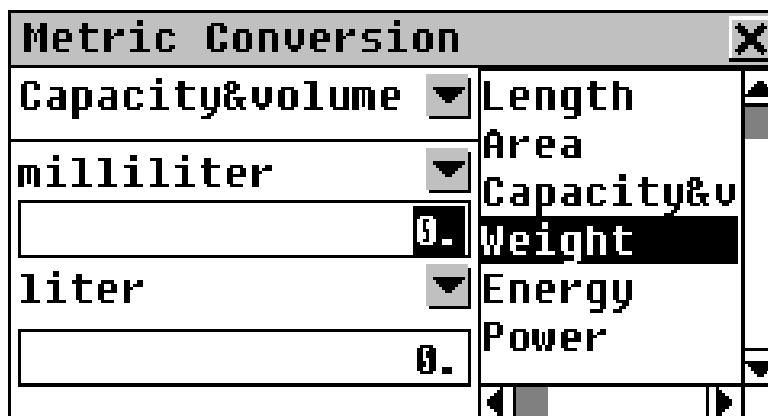 Metric Conversion
Capacity&volume
milliliter
0.
liter
0.
Length
Area
Capacity&v
Weight
Energy
Power